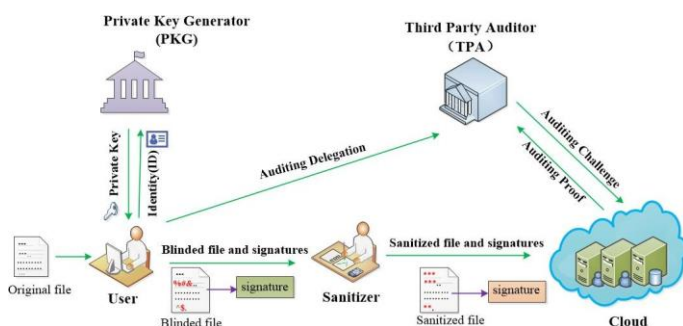 Private Key Generator
(PKG)
Third Party Auditor
(TPA)
Private Key
Identity(ID)
Auditing Delegation
Auditing Challenge
Auditing Proof
Blinded file and signatures
Sanitized file and signatures
%#&..
^$.
***
***..
**.
signature
signature
Original file
User
Blinded file
Sanitizer
Sanitized file
Cloud